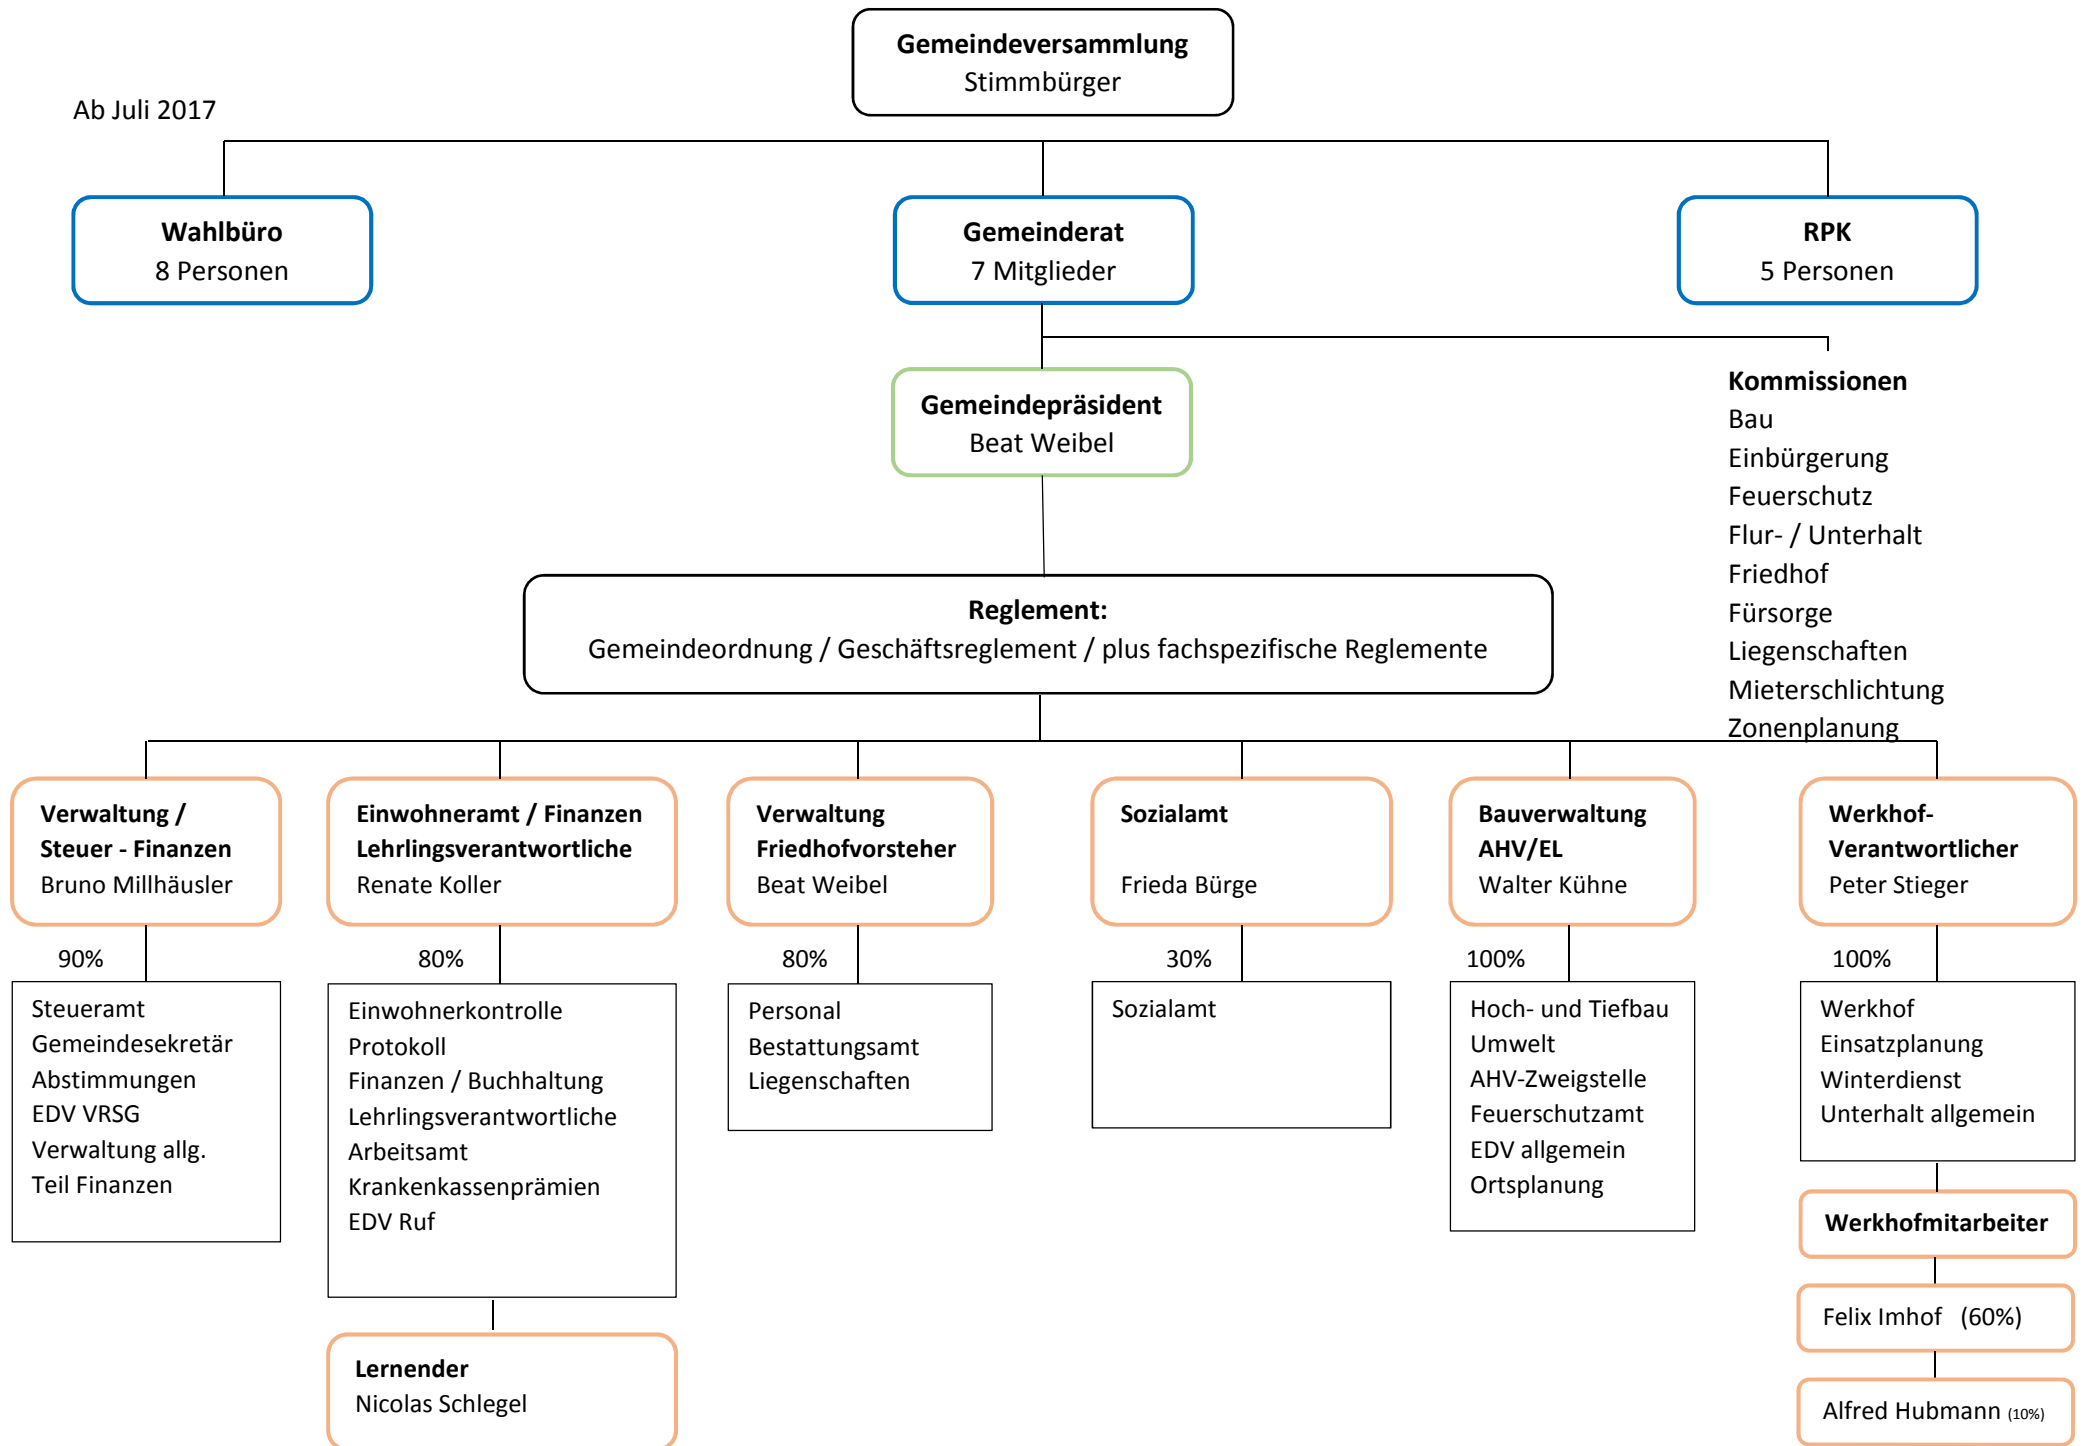 Gemeindeversammlung
Stimmbürger
Ab Juli 2017
Wahlbüro
8 Personen
Gemeinderat
7 Mitglieder
RPK
5 Personen
Gemeindepräsident
Beat Weibel
Kommissionen
Bau
Einbürgerung
Feuerschutz
Flur- / Unterhalt
Friedhof
Fürsorge
Liegenschaften
Mieterschlichtung
Zonenplanung
Reglement:
Gemeindeordnung / Geschäftsreglement / plus fachspezifische Reglemente
Verwaltung /
Steuer - Finanzen
Bruno Millhäusler
90%
Steueramt
Gemeindesekretär
Abstimmungen
EDV VRSG
Verwaltung allg.
Teil Finanzen
Einwohneramt / Finanzen
Lehrlingsverantwortliche
Renate Koller
80%
Einwohnerkontrolle
Protokoll
Finanzen / Buchhaltung
Lehrlingsverantwortliche
Arbeitsamt
Krankenkassenprämien
EDV Ruf
Lernender
Nicolas Schlegel
Verwaltung
Friedhofvorsteher
Beat Weibel
80%
Personal
Bestattungsamt
Liegenschaften
Sozialamt
Frieda Bürge
30%
Sozialamt
Bauverwaltung
AHV/EL
Walter Kühne
100%
Hoch- und Tiefbau
Umwelt
AHV-Zweigstelle
Feuerschutzamt
EDV allgemein
Ortsplanung
Werkhof-
Verantwortlicher
Peter Stieger
100%
Werkhof
Einsatzplanung
Winterdienst
Unterhalt allgemein
Werkhofmitarbeiter
Felix Imhof (60%)
Alfred Hubmann (10%)